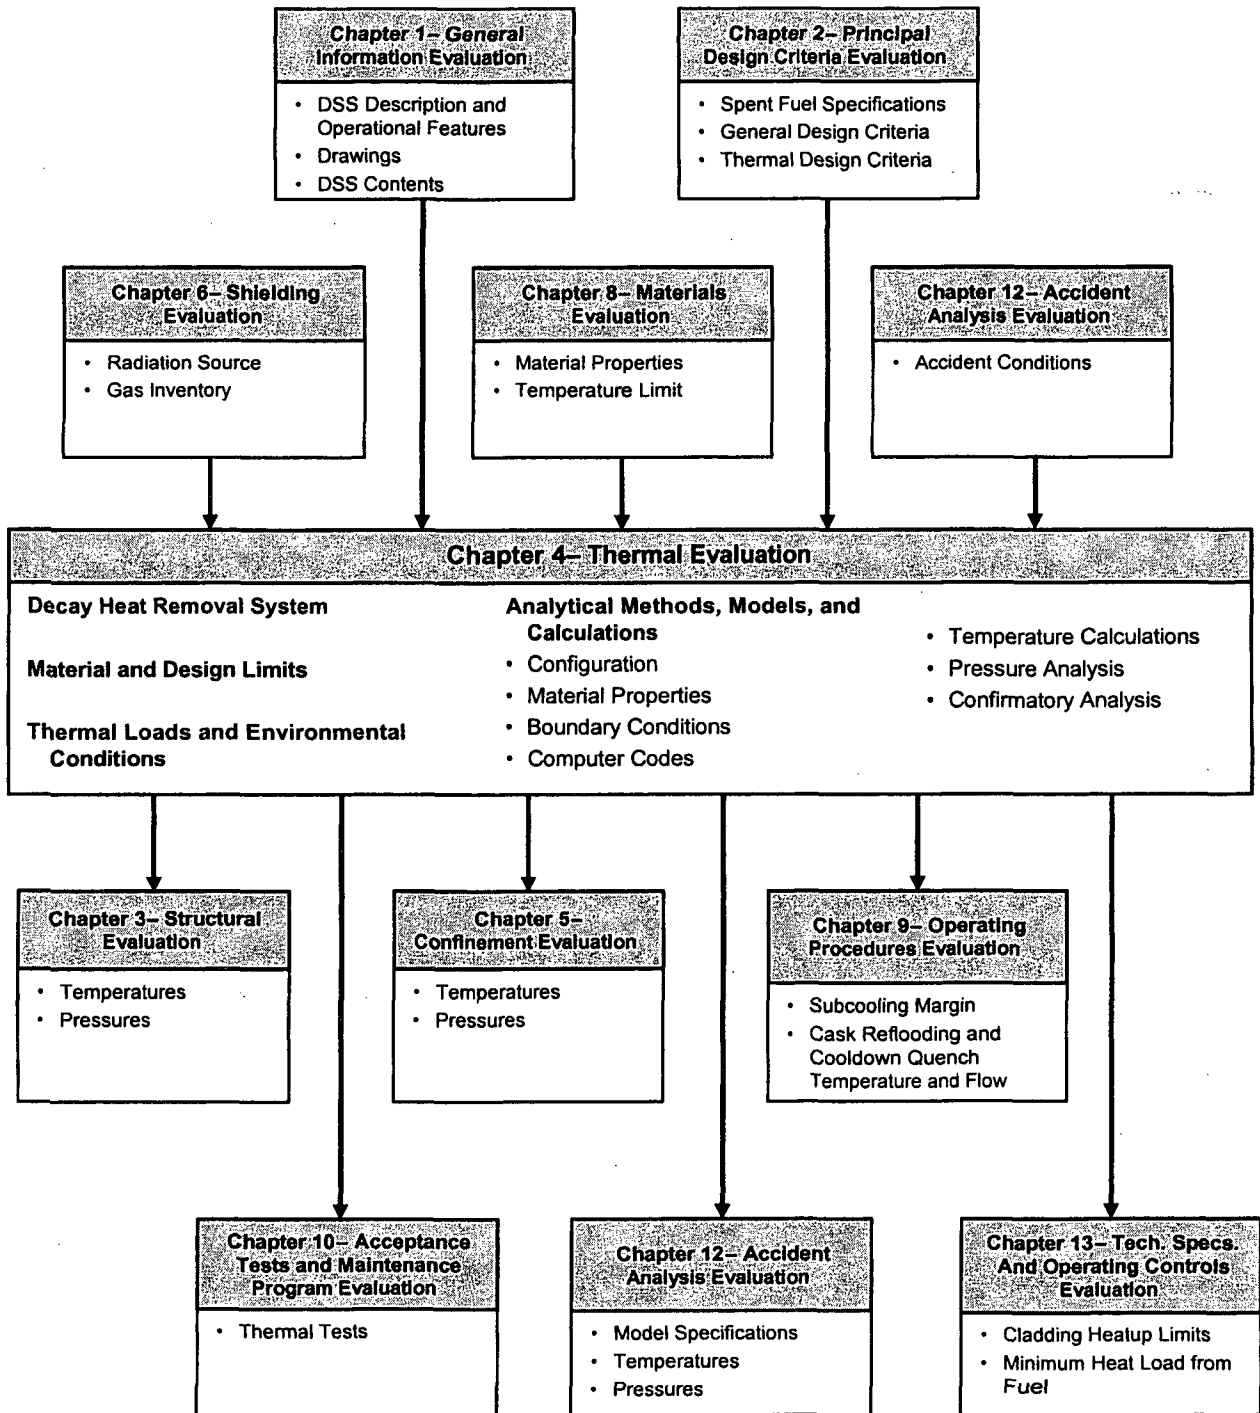 Chapter 1– General
Information Evaluation
• DSS Description and
Operational Features
• Drawings
• DSS Contents
Chapter 2– Principal
Design Criteria Evaluation
• Spent Fuel Specifications
• General Design Criteria
• Thermal Design Criteria
Chapter 6– Shielding
Evaluation
• Radiation Source
• Gas Inventory
Chapter 8– Materials
Evaluation
• Material Properties
• Temperature Limit
Chapter 12– Accident
Analysis Evaluation
• Accident Conditions
Chapter 4– Thermal Evaluation
Decay Heat Removal System
Material and Design Limits
Thermal Loads and Environmental
Conditions
Analytical Methods, Models, and
Calculations
• Configuration
• Material Properties
• Boundary Conditions
• Computer Codes
• Temperature Calculations
• Pressure Analysis
• Confirmatory Analysis
Chapter 3– Structural
Evaluation
• Temperatures
• Pressures
Chapter 5–
Confinement Evaluation
• Temperatures
• Pressures
Chapter 9– Operating
Procedures Evaluation
• Subcooling Margin
• Cask Reflooding and
Cooldown Quench
Temperature and Flow
Chapter 10– Acceptance
Tests and Maintenance
Program Evaluation
• Thermal Tests
Chapter 12– Accident
Analysis Evaluation
• Model Specifications
• Temperatures
• Pressures
Chapter 13– Tech. Specs.
And Operating Controls
Evaluation
• Cladding Heatup Limits
• Minimum Heat Load from
Fuel